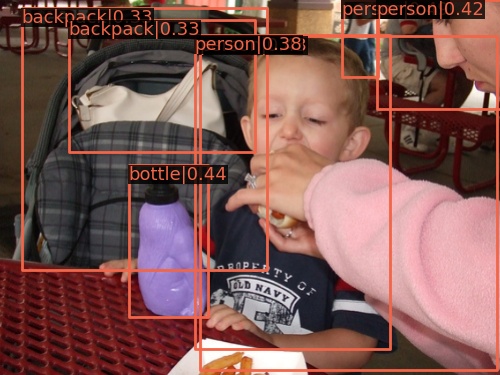 backpack|0.33
backpack|0.33
person|0.38
person|0.42
bottle|0.44
PROPERTY OF
OLD NAVY